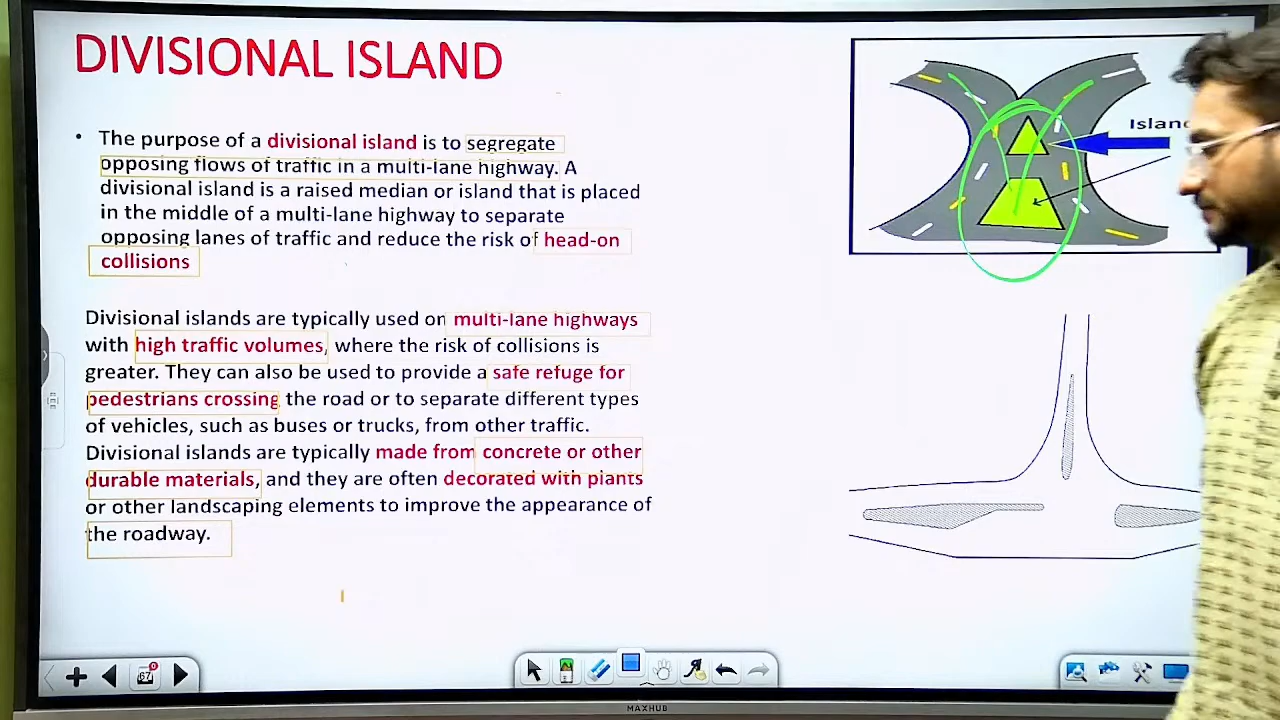 DIVISIONAL ISLAND
• The purpose of a divisional island is to segregate
opposing flows of traffic in a multi-lane highway. A
divisional island is a raised median or island that is placed
in the middle of a multi-lane highway to separate
opposing lanes of traffic and reduce the risk of head-on
collisions
Divisional islands are typically used on multi-lane highways
with high traffic volumes, where the risk of collisions is
greater. They can also be used to provide a safe refuge for
pedestrians crossing the road or to separate different types
of vehicles, such as buses or trucks, from other traffic.
Divisional islands are typically made from concrete or other
durable materials, and they are often decorated with plants
or other landscaping elements to improve the appearance of
the roadway.
Island
67
MAXHUB